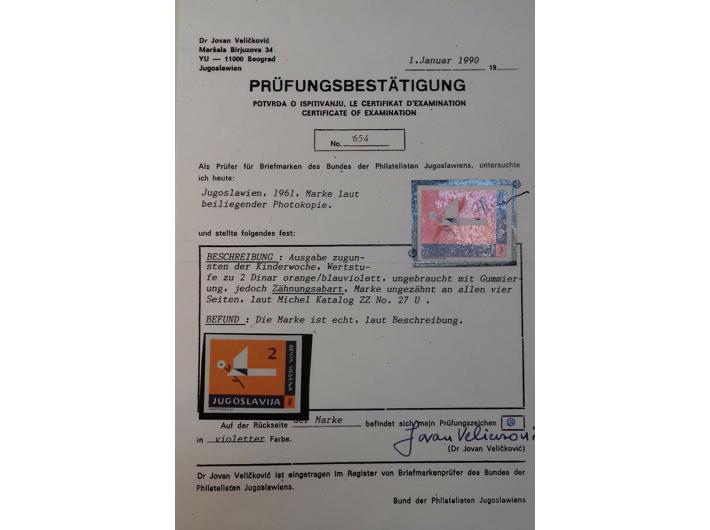 Dr Jovan Veličković
Maršala Birjuzova 34
YU — 11000 Beograd
Jugoslawien
1.Januar 1990
19
PRÜFUNGSBESTÄTIGUNG
POTVRDA O ISPITIVANJU, LE CERTIFIKAT D'EXAMINATION
CERTIFICATE OF EXAMINATION
No. 654
Als Prüfer für Briefmarken des Bundes der Philatelisten Jugoslawiens, untersuchte
ich heute:
Jugoslawien, 1961, Marke laut
beiliegender Photokopie.
und stellte folgendes fest:
BESCHREIBUNG : Ausgabe zugun-
sten der Kinderwoche, Wertstu-
fe zu 2 Dinar orange/blauviolett, ungebraucht mit Gummier-
ung, jedoch Zähnungsabart, Marke ungezähnt an allen vier
Seiten, laut Michel Katalog ZZ No. 27 U .
BEFUND : Die Marke ist echt, laut Beschreibung.
2
ДЕЧЈА НЕДЕЉА
JUGOSLAVIJA
1961
Auf der Rückseite der Marke befindet sich mein Prüfungszeichen
in violetter Farbe.
Jovan Veličković
(Dr Jovan Veličković)
Dr Jovan Veličković ist eingetragen im Register von Briefmarkenprüfer des Bundes der
Philatelisten Jugoslawiens.
Bund der Philatelisten Jugoslawiens